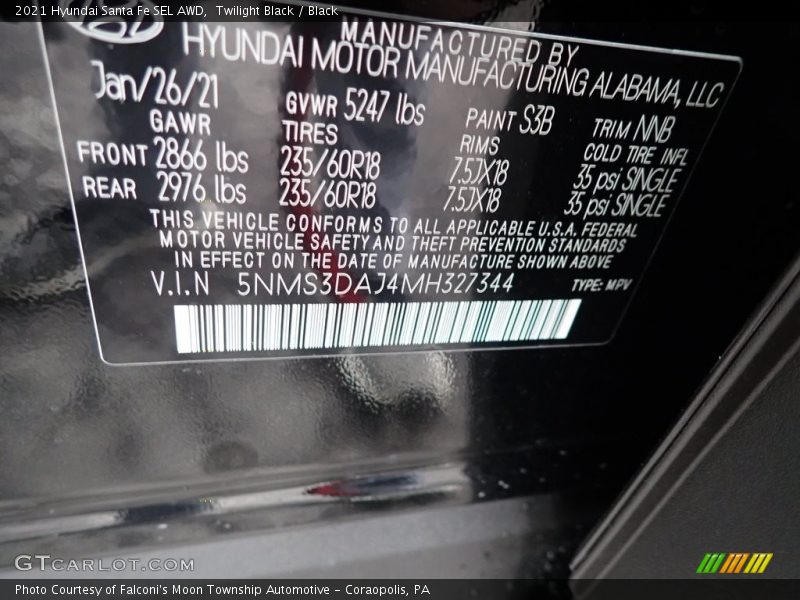 2021 Hyundai Santa Fe SEL AWD, Twilight Black / Black
MANUFACTURED BY
HYUNDAI MOTOR MANUFACTURING ALABAMA, LLC
Jan/26/21 GVWR 5247 lbs PAINT S3B TRIM NNB
GAWR TIRES RIMS COLD TIRE INFL
FRONT 2866 lbs 235/60R18 7.5JX18 35 psi SINGLE
REAR 2976 lbs 235/60R18 7.5JX18 35 psi SINGLE
THIS VEHICLE CONFORMS TO ALL APPLICABLE U.S.A. FEDERAL
MOTOR VEHICLE SAFETY AND THEFT PREVENTION STANDARDS
IN EFFECT ON THE DATE OF MANUFACTURE SHOWN ABOVE
V.I.N 5NMS3DAJ4MH327344 TYPE: MPV
GTCARLOT.COM
Photo Courtesy of Falconi's Moon Township Automotive - Coraopolis, PA